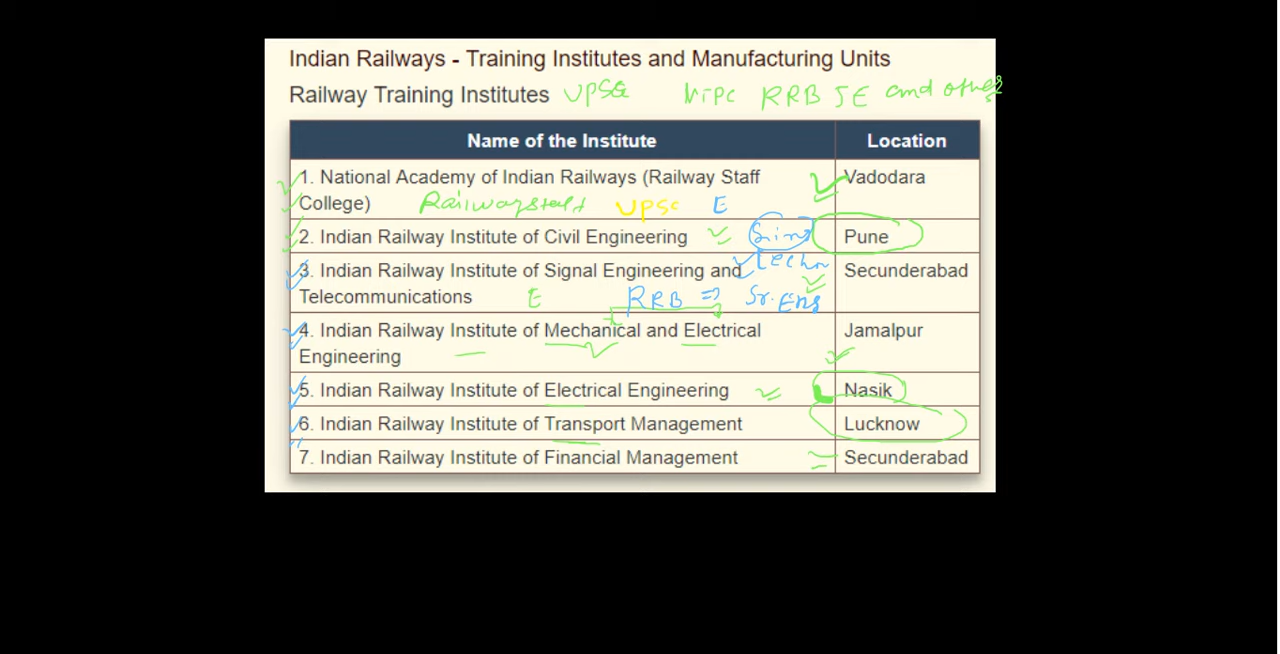 Indian Railways - Training Institutes and Manufacturing Units
Railway Training Institutes UPSC NTPC RRB JE and other
Name of the Institute Location
1. National Academy of Indian Railways (Railway Staff Vadodara
College) Railway staff UPSC E
2. Indian Railway Institute of Civil Engineering Pune
3. Indian Railway Institute of Signal Engineering and Secunderabad
Telecommunications E RRB => Sr. Eng
4. Indian Railway Institute of Mechanical and Electrical Jamalpur
Engineering
5. Indian Railway Institute of Electrical Engineering Nasik
6. Indian Railway Institute of Transport Management Lucknow
7. Indian Railway Institute of Financial Management Secunderabad